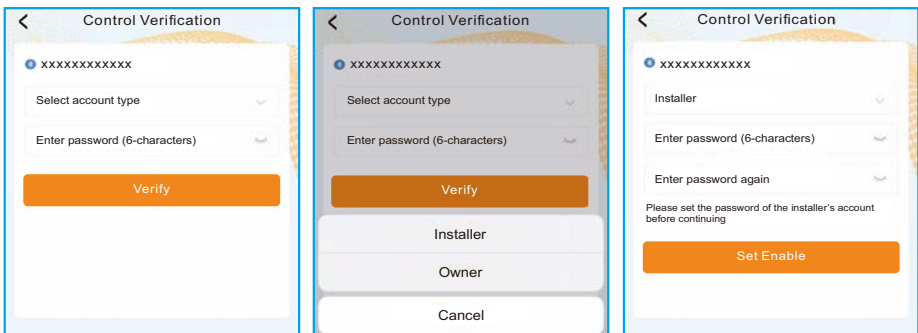 Control Verification
xxxxxxxxxxxx
Select account type
Enter password (6-characters)
Verify
Control Verification
xxxxxxxxxxxx
Select account type
Enter password (6-characters)
Verify
Installer
Owner
Cancel
Control Verification
xxxxxxxxxxxx
Installer
Enter password (6-characters)
Enter password again
Please set the password of the installer's account
before continuing
Set Enable